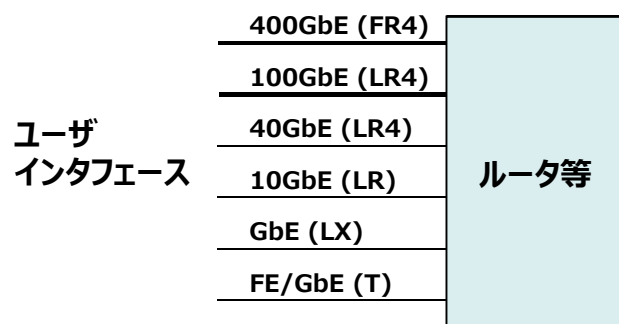 400GbE (FR4)
100GbE (LR4)
40GbE (LR4)
10GbE (LR)
GbE (LX)
FE/GbE (T)
ユーザ
インタフェース
ルータ等